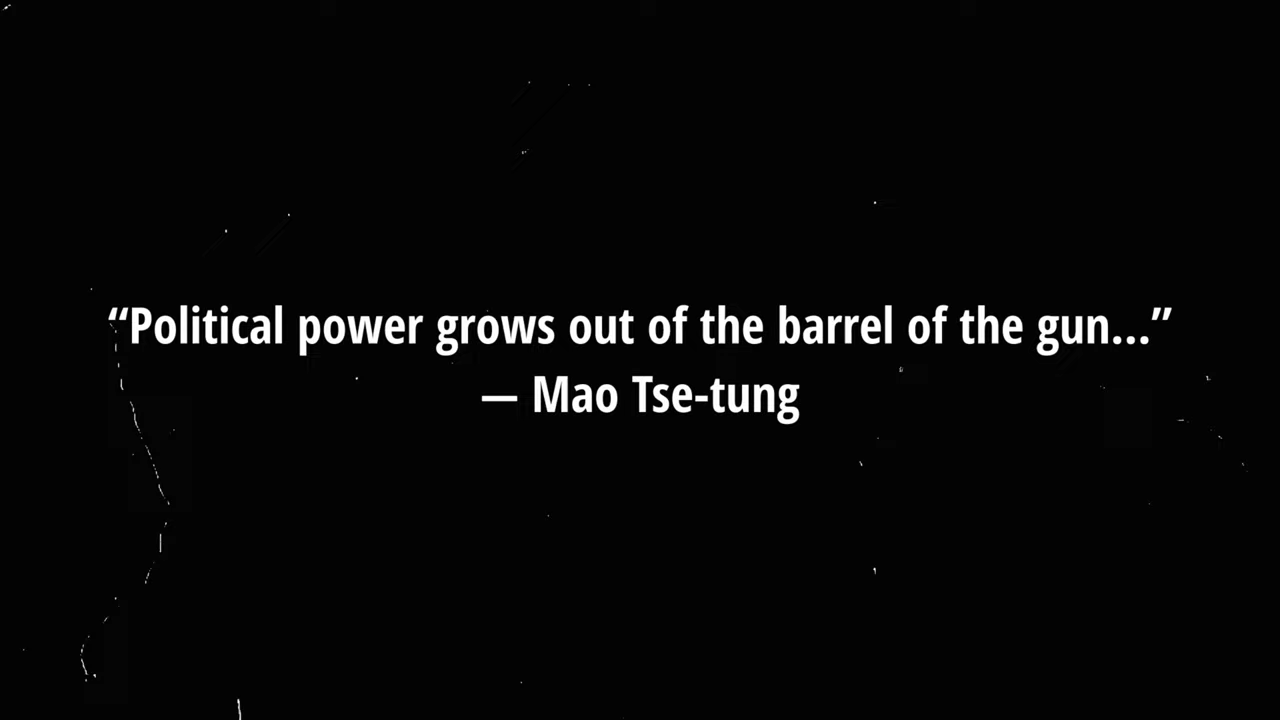 “Political power grows out of the barrel of the gun...”
— Mao Tse-tung